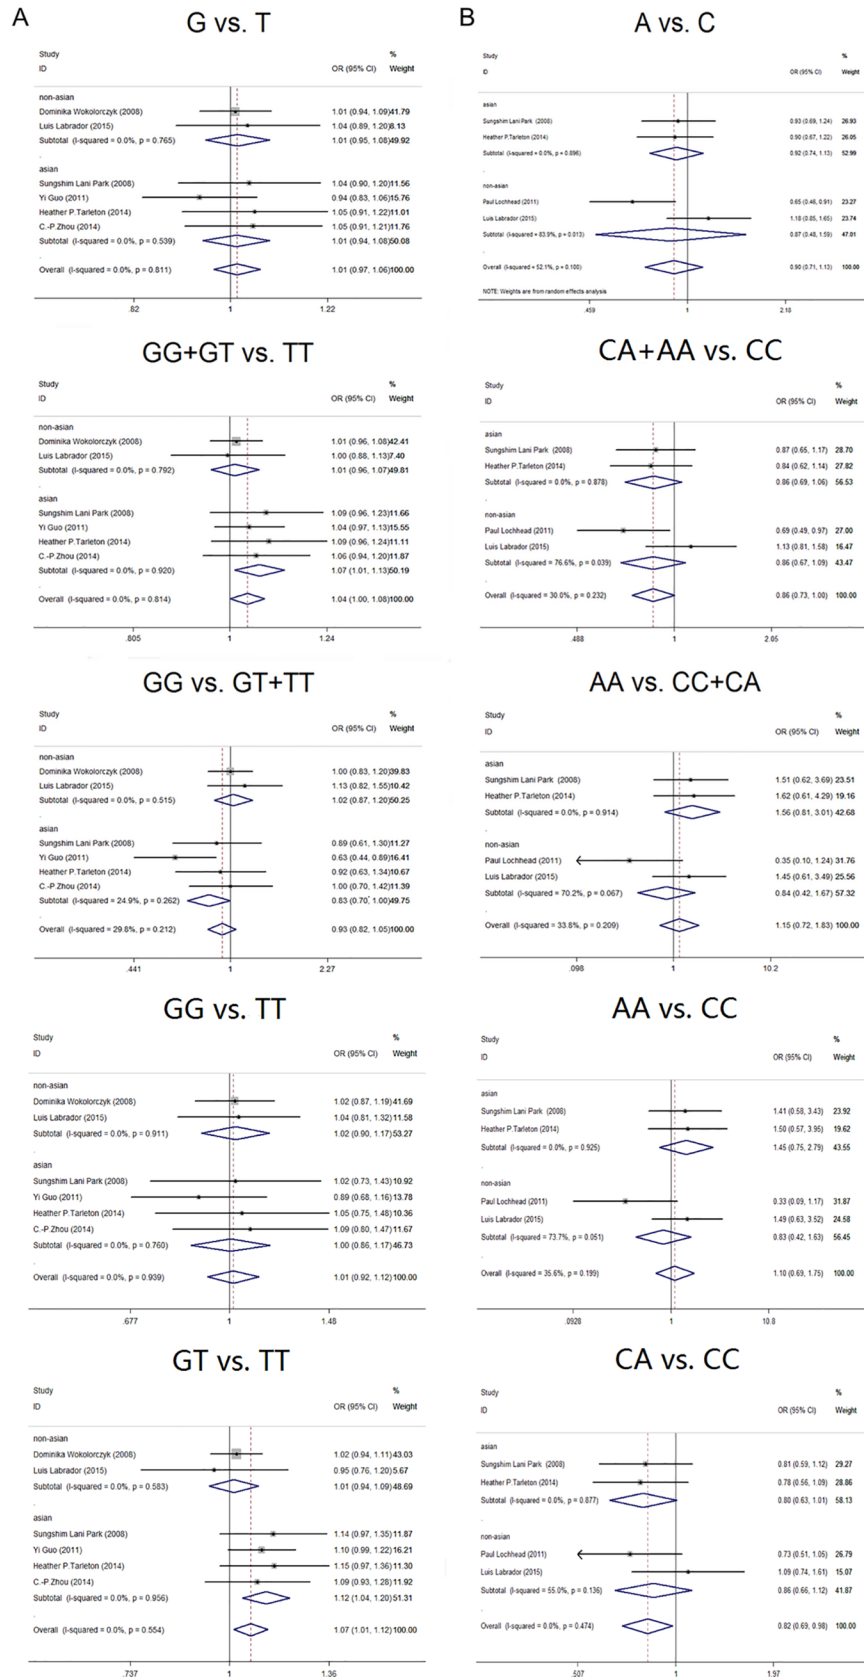 A
G vs. T
Study %
ID OR (95% CI) Weight
non-asian
Dominika Wokolorczyk (2008) 1.01 (0.94, 1.09)41.79
Luis Labrador (2015) 1.04 (0.89, 1.20)8.13
Subtotal (I-squared = 0.0%, p = 0.765) 1.01 (0.95, 1.08)49.92
.
asian
Sungshim Lani Park (2008) 1.04 (0.90, 1.20)11.56
Yi Guo (2011) 0.94 (0.83, 1.06)15.76
Heather P.Tarleton (2014) 1.05 (0.91, 1.22)11.01
C.-P.Zhou (2014) 1.05 (0.91, 1.21)11.76
Subtotal (I-squared = 0.0%, p = 0.539) 1.01 (0.94, 1.08)50.08
.
Overall (I-squared = 0.0%, p = 0.811) 1.01 (0.97, 1.06)100.00
.82 1 1.22
GG+GT vs. TT
Study %
ID OR (95% CI) Weight
non-asian
Dominika Wokolorczyk (2008) 1.01 (0.96, 1.08)42.41
Luis Labrador (2015) 1.00 (0.88, 1.13)7.40
Subtotal (I-squared = 0.0%, p = 0.792) 1.01 (0.96, 1.07)49.81
.
asian
Sungshim Lani Park (2008) 1.09 (0.96, 1.23)11.66
Yi Guo (2011) 1.04 (0.97, 1.13)15.55
Heather P.Tarleton (2014) 1.09 (0.96, 1.24)11.11
C.-P.Zhou (2014) 1.06 (0.94, 1.20)11.87
Subtotal (I-squared = 0.0%, p = 0.920) 1.07 (1.01, 1.13)50.19
.
Overall (I-squared = 0.0%, p = 0.814) 1.04 (1.00, 1.08)100.00
.805 1 1.24
GG vs. GT+TT
Study %
ID OR (95% CI) Weight
non-asian
Dominika Wokolorczyk (2008) 1.00 (0.83, 1.20)39.83
Luis Labrador (2015) 1.13 (0.82, 1.55)10.42
Subtotal (I-squared = 0.0%, p = 0.515) 1.02 (0.87, 1.20)50.25
.
asian
Sungshim Lani Park (2008) 0.89 (0.61, 1.30)11.27
Yi Guo (2011) 0.63 (0.44, 0.89)16.41
Heather P.Tarleton (2014) 0.92 (0.63, 1.34)10.67
C.-P.Zhou (2014) 1.00 (0.70, 1.42)11.39
Subtotal (I-squared = 24.9%, p = 0.262) 0.83 (0.70, 1.00)49.75
.
Overall (I-squared = 29.8%, p = 0.212) 0.93 (0.82, 1.05)100.00
.441 1 2.27
GG vs. TT
Study %
ID OR (95% CI) Weight
non-asian
Dominika Wokolorczyk (2008) 1.02 (0.87, 1.19)41.69
Luis Labrador (2015) 1.04 (0.81, 1.32)11.58
Subtotal (I-squared = 0.0%, p = 0.911) 1.02 (0.90, 1.17)53.27
.
asian
Sungshim Lani Park (2008) 1.02 (0.73, 1.43)10.92
Yi Guo (2011) 0.89 (0.68, 1.16)13.78
Heather P.Tarleton (2014) 1.05 (0.75, 1.48)10.36
C.-P.Zhou (2014) 1.09 (0.80, 1.47)11.67
Subtotal (I-squared = 0.0%, p = 0.760) 1.00 (0.86, 1.17)46.73
.
Overall (I-squared = 0.0%, p = 0.939) 1.01 (0.92, 1.12)100.00
.677 1 1.48
GT vs. TT
Study %
ID OR (95% CI) Weight
non-asian
Dominika Wokolorczyk (2008) 1.02 (0.94, 1.11)43.03
Luis Labrador (2015) 0.95 (0.76, 1.20)5.67
Subtotal (I-squared = 0.0%, p = 0.583) 1.01 (0.94, 1.09)48.69
.
asian
Sungshim Lani Park (2008) 1.14 (0.97, 1.35)11.87
Yi Guo (2011) 1.10 (0.99, 1.22)16.21
Heather P.Tarleton (2014) 1.15 (0.97, 1.36)11.30
C.-P.Zhou (2014) 1.09 (0.93, 1.28)11.92
Subtotal (I-squared = 0.0%, p = 0.956) 1.12 (1.04, 1.20)51.31
.
Overall (I-squared = 0.0%, p = 0.554) 1.07 (1.01, 1.12)100.00
.737 1 1.36
B
A vs. C
Study %
ID OR (95% CI) Weight
asian
Sungshim Lani Park (2008) 0.93 (0.69, 1.24) 26.93
Heather P.Tarleton (2014) 0.90 (0.67, 1.22) 26.05
Subtotal (I-squared = 0.0%, p = 0.896) 0.92 (0.74, 1.13) 52.99
.
non-asian
Paul Lochhead (2011) 0.65 (0.46, 0.91) 23.27
Luis Labrador (2015) 1.18 (0.85, 1.65) 23.74
Subtotal (I-squared = 83.9%, p = 0.013) 0.87 (0.48, 1.59) 47.01
.
Overall (I-squared = 52.1%, p = 0.100) 0.90 (0.71, 1.13) 100.00
NOTE: Weights are from random effects analysis
.459 1 2.18
CA+AA vs. CC
Study %
ID OR (95% CI) Weight
asian
Sungshim Lani Park (2008) 0.87 (0.65, 1.17) 28.70
Heather P.Tarleton (2014) 0.84 (0.62, 1.14) 27.82
Subtotal (I-squared = 0.0%, p = 0.878) 0.86 (0.69, 1.06) 56.53
.
non-asian
Paul Lochhead (2011) 0.69 (0.49, 0.97) 27.00
Luis Labrador (2015) 1.13 (0.81, 1.58) 16.47
Subtotal (I-squared = 76.6%, p = 0.039) 0.86 (0.67, 1.09) 43.47
.
Overall (I-squared = 30.0%, p = 0.232) 0.86 (0.73, 1.00) 100.00
.488 1 2.05
AA vs. CC+CA
Study %
ID OR (95% CI) Weight
asian
Sungshim Lani Park (2008) 1.51 (0.62, 3.69) 23.51
Heather P.Tarleton (2014) 1.62 (0.61, 4.29) 19.16
Subtotal (I-squared = 0.0%, p = 0.914) 1.56 (0.81, 3.01) 42.68
.
non-asian
Paul Lochhead (2011) 0.35 (0.10, 1.24) 31.76
Luis Labrador (2015) 1.45 (0.61, 3.49) 25.56
Subtotal (I-squared = 70.2%, p = 0.067) 0.84 (0.42, 1.67) 57.32
.
Overall (I-squared = 33.8%, p = 0.209) 1.15 (0.72, 1.83) 100.00
.098 1 10.2
AA vs. CC
Study %
ID OR (95% CI) Weight
asian
Sungshim Lani Park (2008) 1.41 (0.58, 3.43) 23.92
Heather P.Tarleton (2014) 1.50 (0.57, 3.95) 19.62
Subtotal (I-squared = 0.0%, p = 0.925) 1.45 (0.75, 2.79) 43.55
.
non-asian
Paul Lochhead (2011) 0.33 (0.09, 1.17) 31.87
Luis Labrador (2015) 1.49 (0.63, 3.52) 24.58
Subtotal (I-squared = 73.7%, p = 0.051) 0.83 (0.42, 1.63) 56.45
.
Overall (I-squared = 35.6%, p = 0.199) 1.10 (0.69, 1.75) 100.00
.0928 1 10.8
CA vs. CC
Study %
ID OR (95% CI) Weight
asian
Sungshim Lani Park (2008) 0.81 (0.59, 1.12) 29.27
Heather P.Tarleton (2014) 0.78 (0.56, 1.09) 28.86
Subtotal (I-squared = 0.0%, p = 0.877) 0.80 (0.63, 1.01) 58.13
.
non-asian
Paul Lochhead (2011) 0.73 (0.51, 1.05) 26.79
Luis Labrador (2015) 1.09 (0.74, 1.61) 15.07
Subtotal (I-squared = 55.0%, p = 0.136) 0.86 (0.66, 1.12) 41.87
.
Overall (I-squared = 0.0%, p = 0.474) 0.82 (0.69, 0.98) 100.00
.507 1 1.97